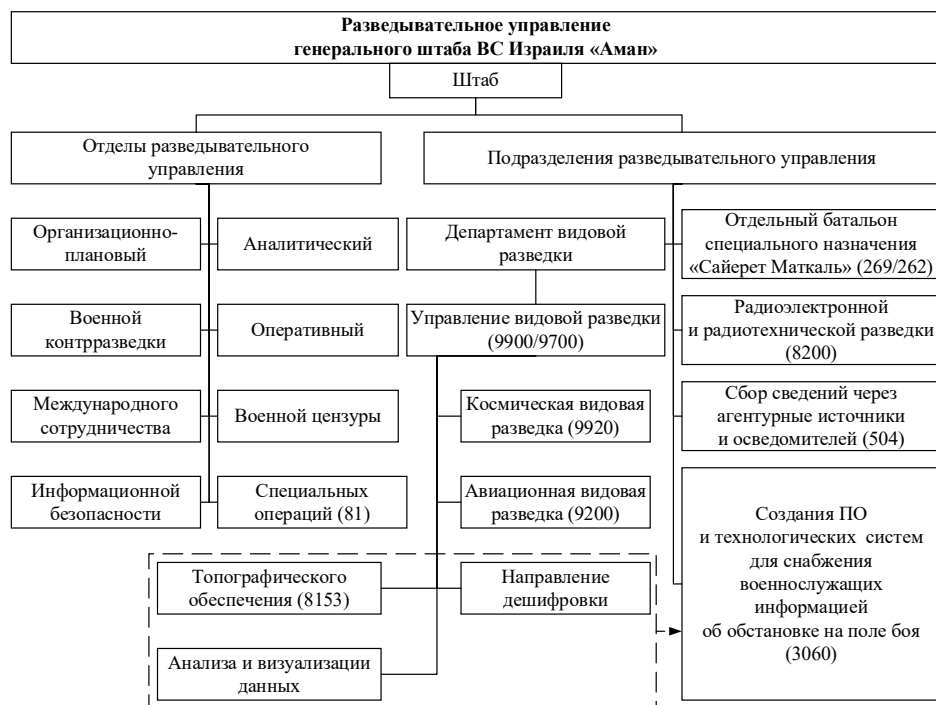 Разведывательное управление
генерального штаба ВС Израиля «Аман»
Штаб
Отделы разведывательного
управления
Подразделения разведывательного управления
Организационно-
плановый
Аналитический
Военной
контрразведки
Оперативный
Международного
сотрудничества
Военной цензуры
Информационной
безопасности
Специальных
операций (81)
Департамент видовой
разведки
Управление видовой разведки
(9900/9700)
Космическая видовая
разведка (9920)
Авиационная видовая
разведка (9200)
Топографического
обеспечения (8153)
Направление
дешифровки
Анализа и визуализации
данных
Отдельный батальон
специального назначения
«Сайерет Маткаль» (269/262)
Радиоэлектронной
и радиотехнической разведки
(8200)
Сбор сведений через
агентурные источники
и осведомителей (504)
Создания ПО
и технологических систем
для снабжения
военнослужащих
информацией
об обстановке на поле боя
(3060)